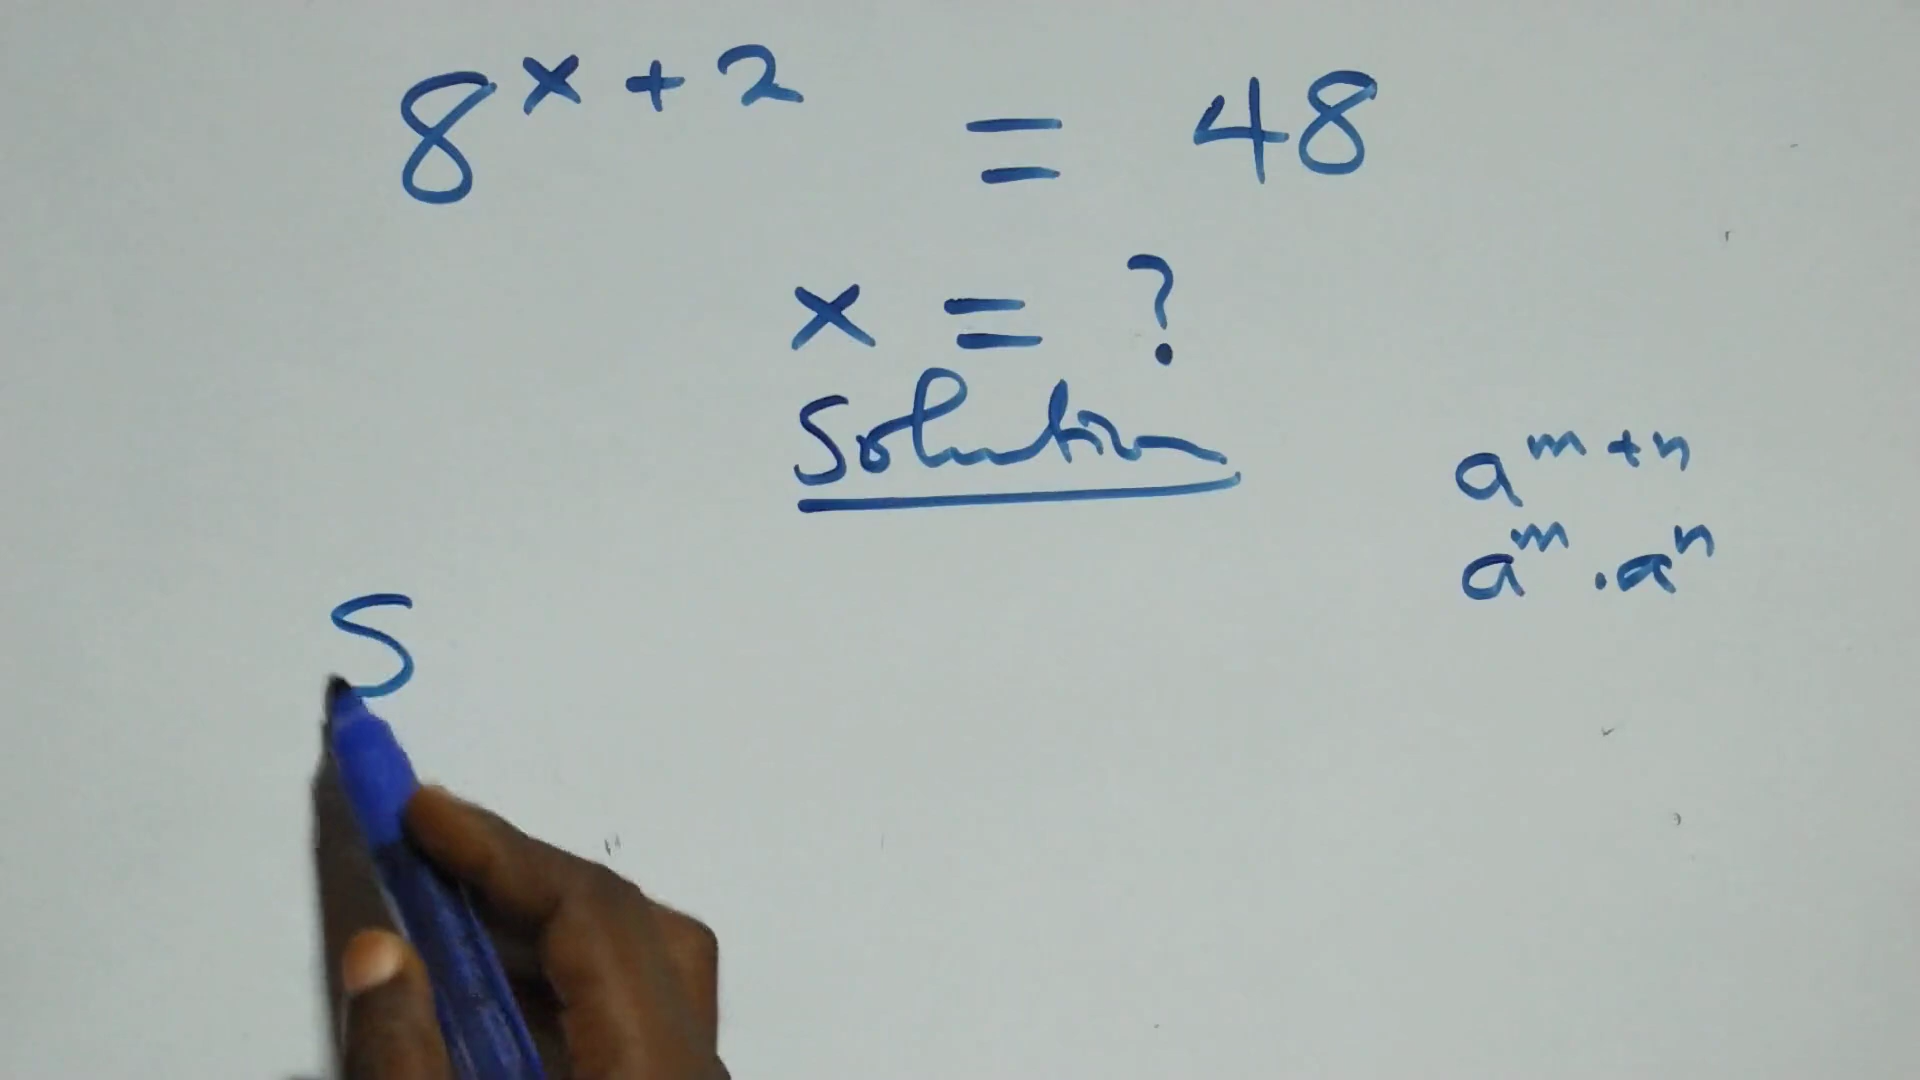 8^{x+2} = 48
x = ?
Solution
a^{m+n}
a^m . a^n
S